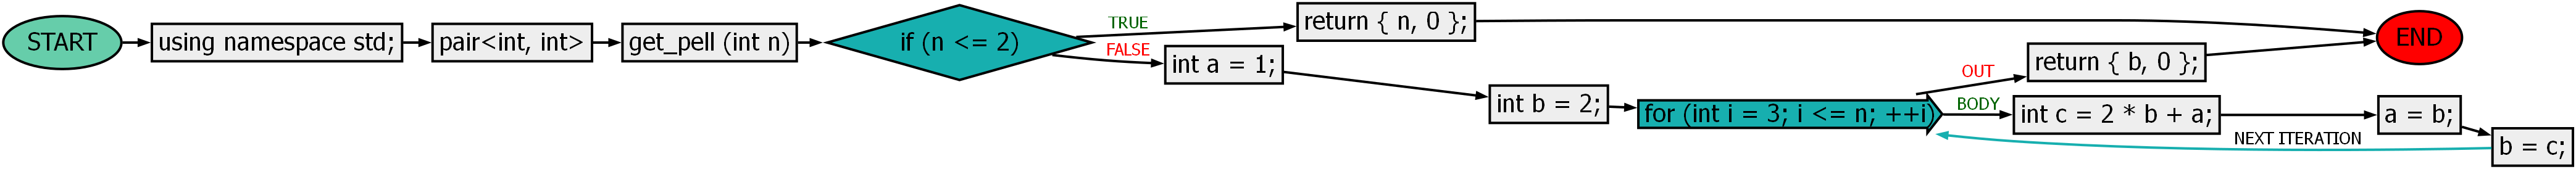 START
using namespace std;
pair<int, int>
get_pell (int n)
if (n <= 2)
TRUE
return { n, 0 };
FALSE
int a = 1;
int b = 2;
for (int i = 3; i <= n; ++i)
OUT
return { b, 0 };
END
BODY
int c = 2 * b + a;
a = b;
b = c;
NEXT ITERATION